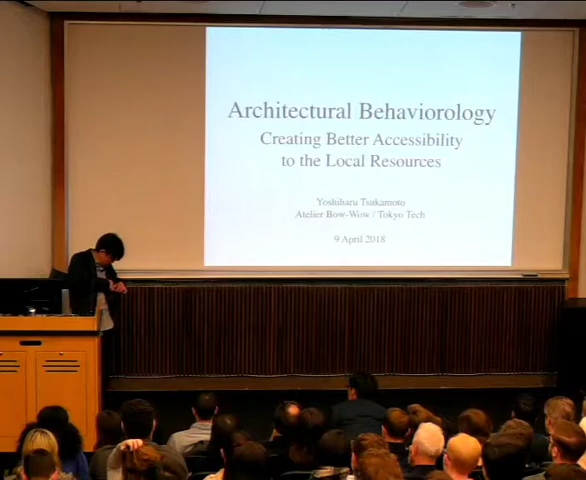 Architectural Behaviorology
Creating Better Accessibility
to the Local Resources
Yoshiharu Tsukamoto
Atelier Bow-Wow / Tokyo Tech
9 April 2018